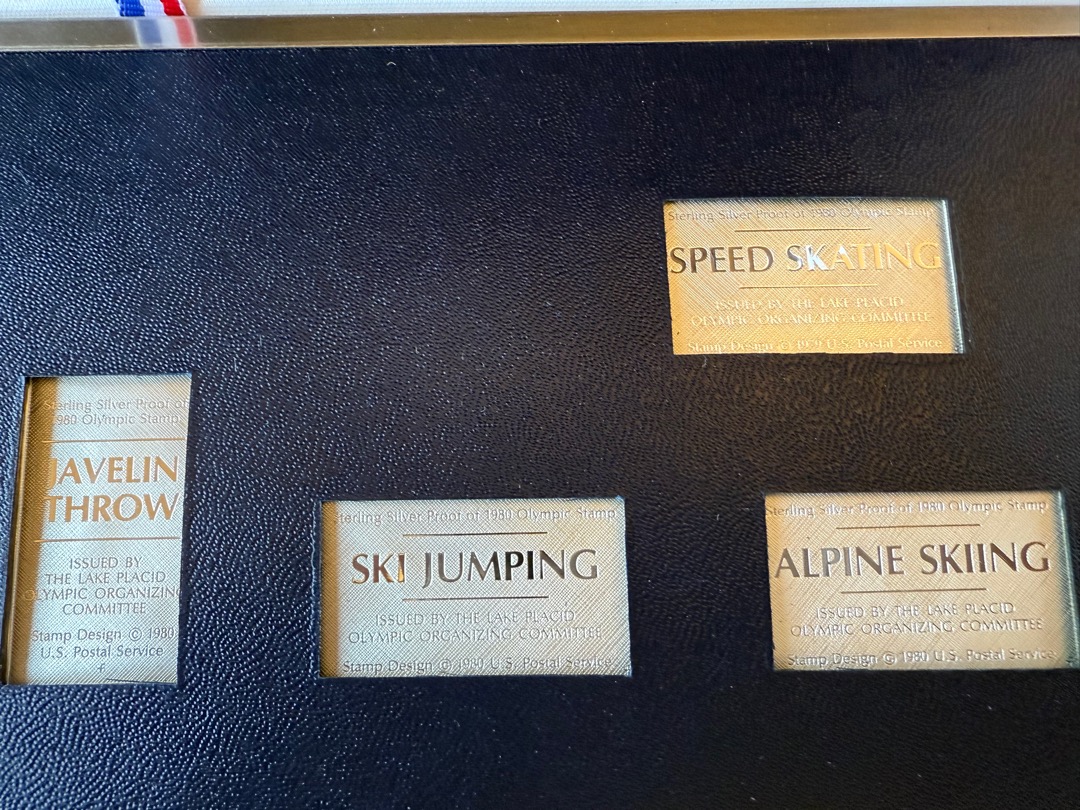 Sterling Silver Proof of 1980 Olympic Stamp
SPEED SKATING
ISSUED BY THE LAKE PLACID
OLYMPIC ORGANIZING COMMITTEE
Stamp Design © 1979 U.S. Postal Service
Sterling Silver Proof of
1980 Olympic Stamp
JAVELIN
THROW
ISSUED BY
THE LAKE PLACID
OLYMPIC ORGANIZING
COMMITTEE
Stamp Design © 1980
U.S. Postal Service
Sterling Silver Proof of 1980 Olympic Stamp
SKI JUMPING
ISSUED BY THE LAKE PLACID
OLYMPIC ORGANIZING COMMITTEE
Stamp Design © 1980 U.S. Postal Service
Sterling Silver Proof of 1980 Olympic Stamp
ALPINE SKIING
ISSUED BY THE LAKE PLACID
OLYMPIC ORGANIZING COMMITTEE
Stamp Design © 1980 U.S. Postal Service